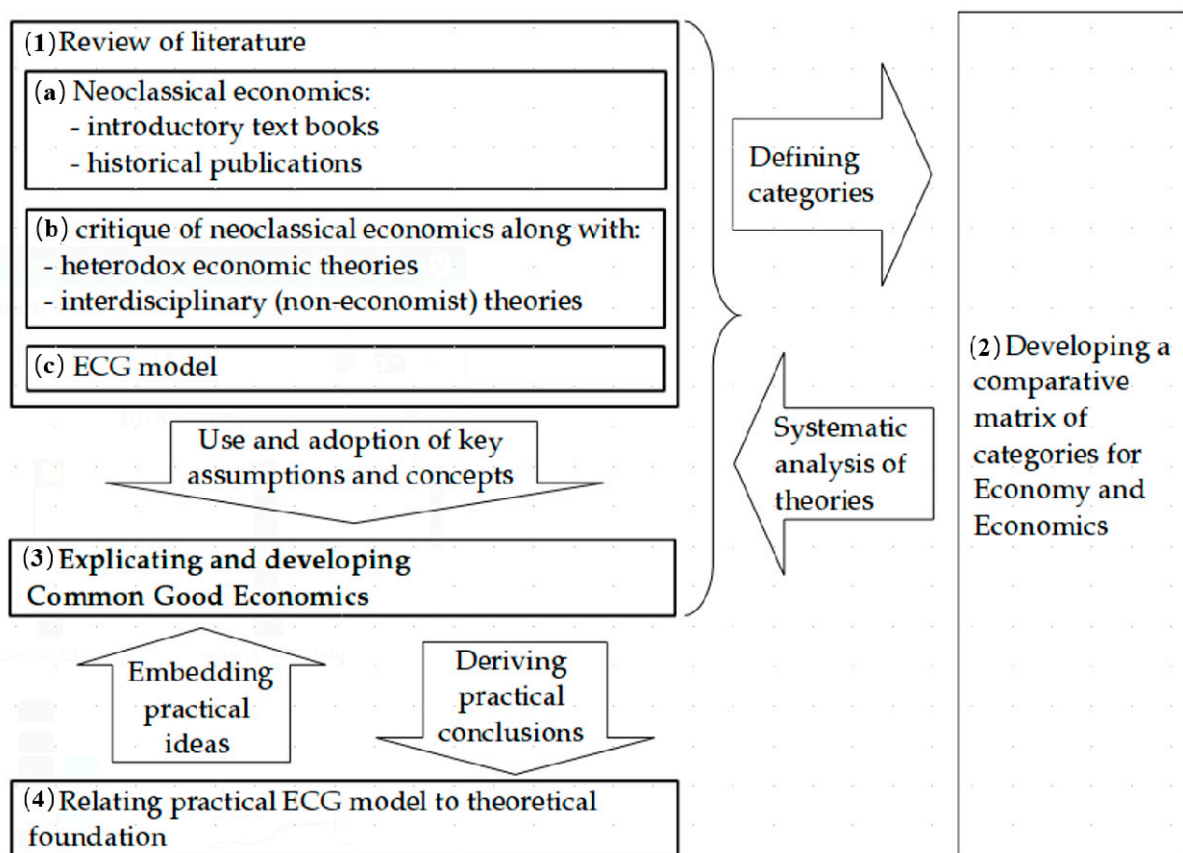 (1) Review of literature
(a) Neoclassical economics:
- introductory text books
- historical publications
(b) critique of neoclassical economics along with:
- heterodox economic theories
- interdisciplinary (non-economist) theories
(c) ECG model
Use and adoption of key
assumptions and concepts
(3) Explicating and developing
Common Good Economics
Embedding
practical
ideas
Deriving
practical
conclusions
(4) Relating practical ECG model to theoretical
foundation
Defining
categories
Systematic
analysis of
theories
(2) Developing a
comparative
matrix of
categories for
Economy and
Economics